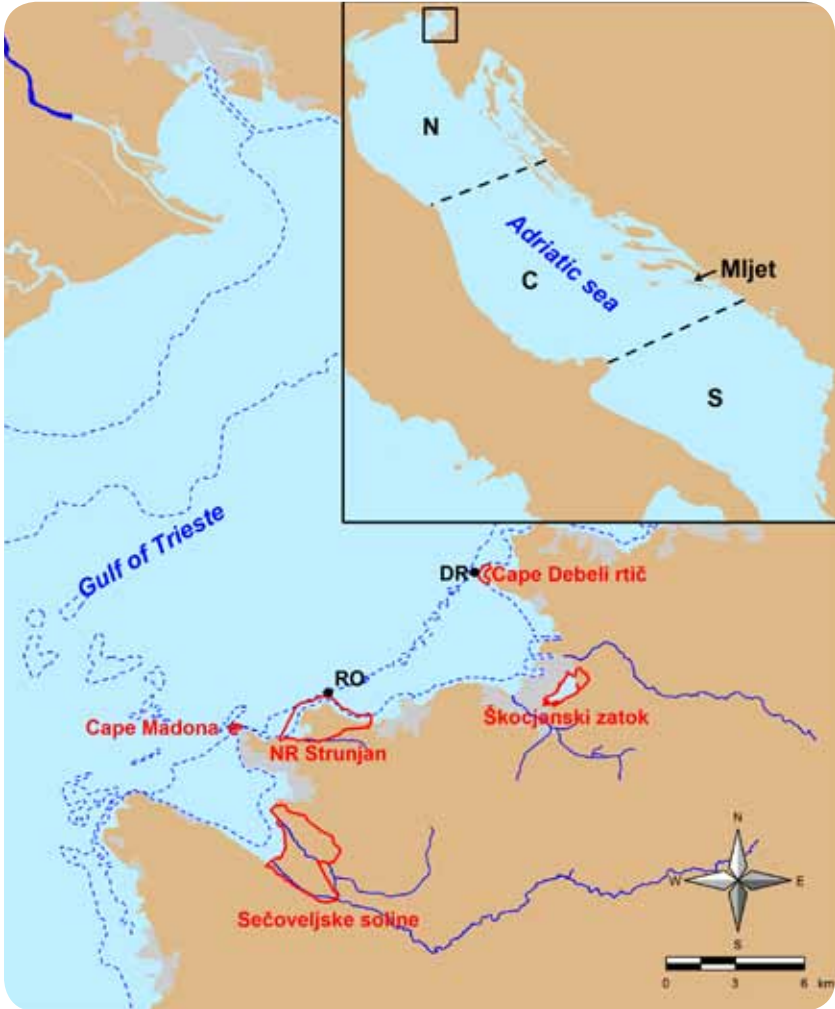 N
Adriatic sea
C
Mljet
S
Gulf of Trieste
DR
Cape Debeli rtič
RO
Cape Madona
NR Strunjan
Škocjanski zatok
Sečoveljske soline
N
W
E
S
0 3 6 km